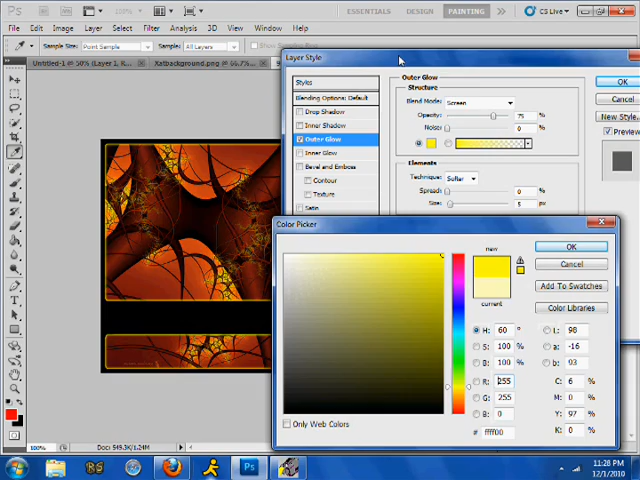 Ps 100% ESSENTIALS DESIGN PAINTING >> CS Live
File Edit Image Layer Select Filter Analysis 3D View Window Help
Sample Size: Point Sample Sample: All Layers Show Sampling Ring
Untitled-1 @ 50% (Layer 1, R... Xatbackground.png @ 66.7%...
Layer Style
Styles
Blending Options: Default
Drop Shadow
Inner Shadow
Outer Glow
Inner Glow
Bevel and Emboss
Contour
Texture
Satin
Outer Glow
Structure
Blend Mode: Screen
Opacity: 75 %
Noise: 0 %
Elements
Technique: Softer
Spread: 0 %
Size: 5 px
OK
Cancel
New Style...
Preview
Color Picker
new
current
OK
Cancel
Add To Swatches
Color Libraries
H: 60 °
S: 100 %
B: 100 %
R: 255
G: 255
B: 0
# ffff00
L: 98
a: -16
b: 93
C: 6 %
M: 0 %
Y: 97 %
K: 0 %
Only Web Colors
100% Doc: 549.3K/1.24M
Ps
11:28 PM
12/1/2010